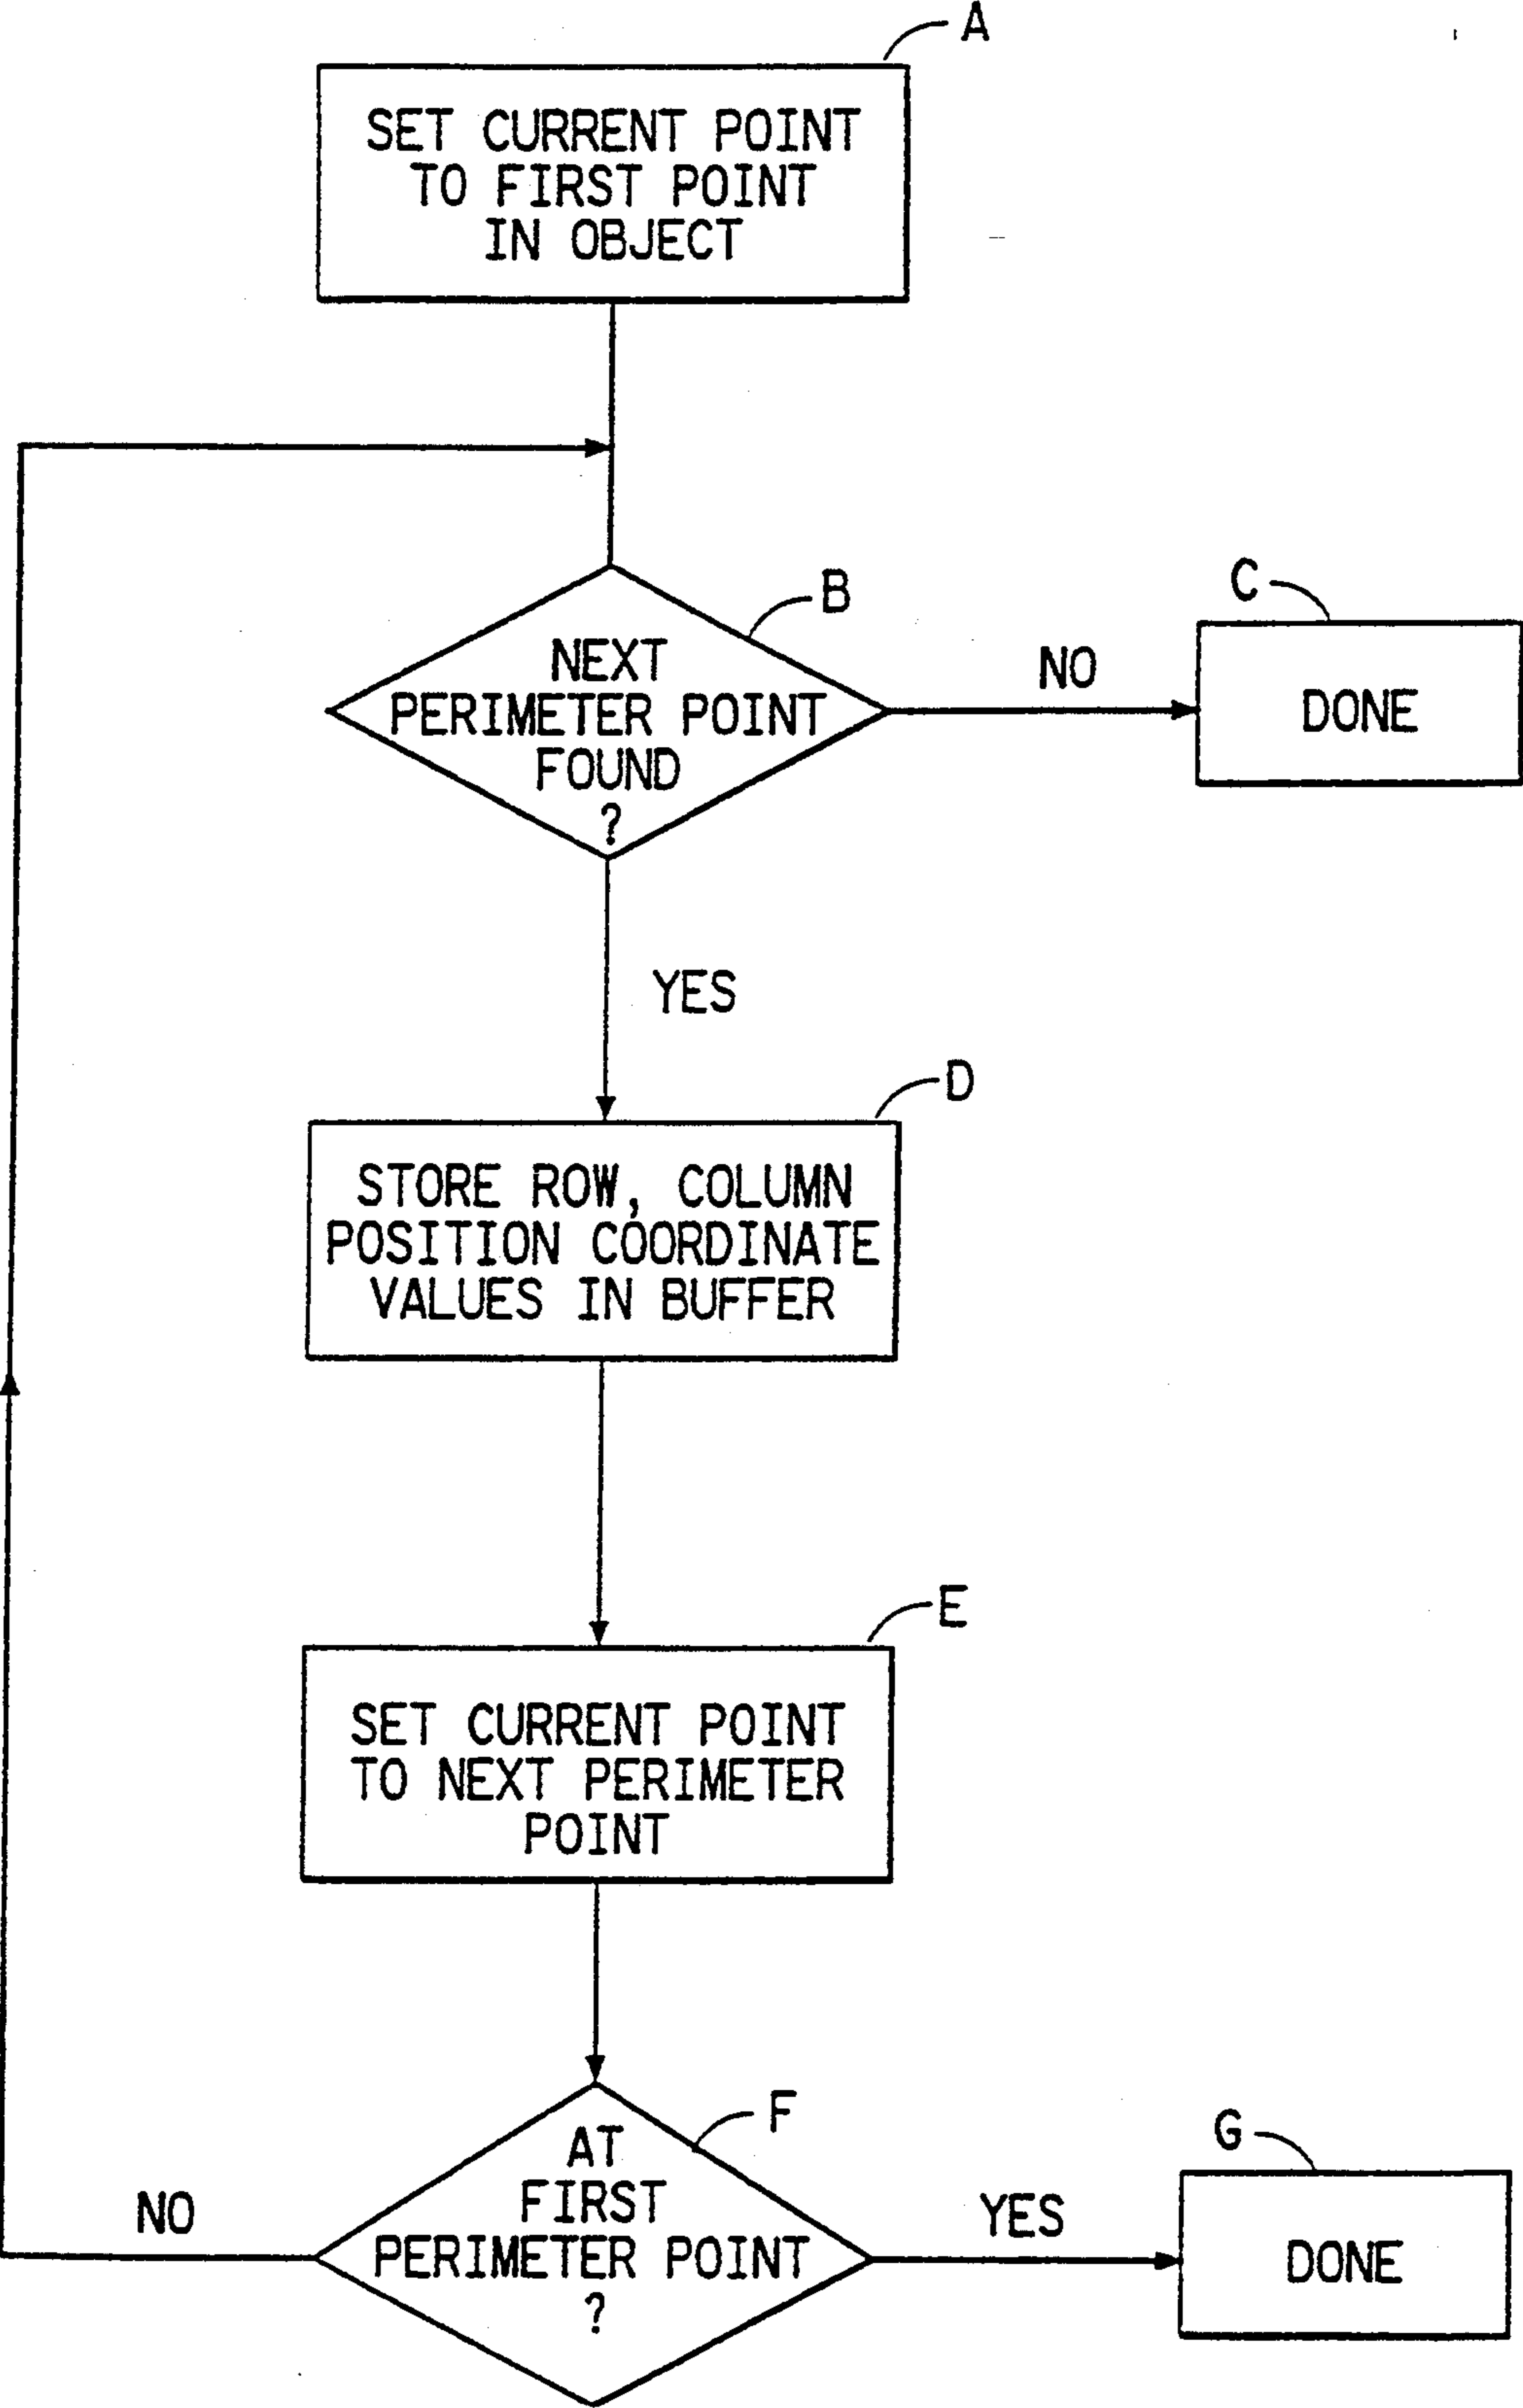 A
SET CURRENT POINT
TO FIRST POINT
IN OBJECT
B
NEXT
PERIMETER POINT
FOUND
?
NO
C
DONE
YES
D
STORE ROW, COLUMN
POSITION COORDINATE
VALUES IN BUFFER
E
SET CURRENT POINT
TO NEXT PERIMETER
POINT
F
AT
FIRST
PERIMETER POINT
?
NO
YES
G
DONE